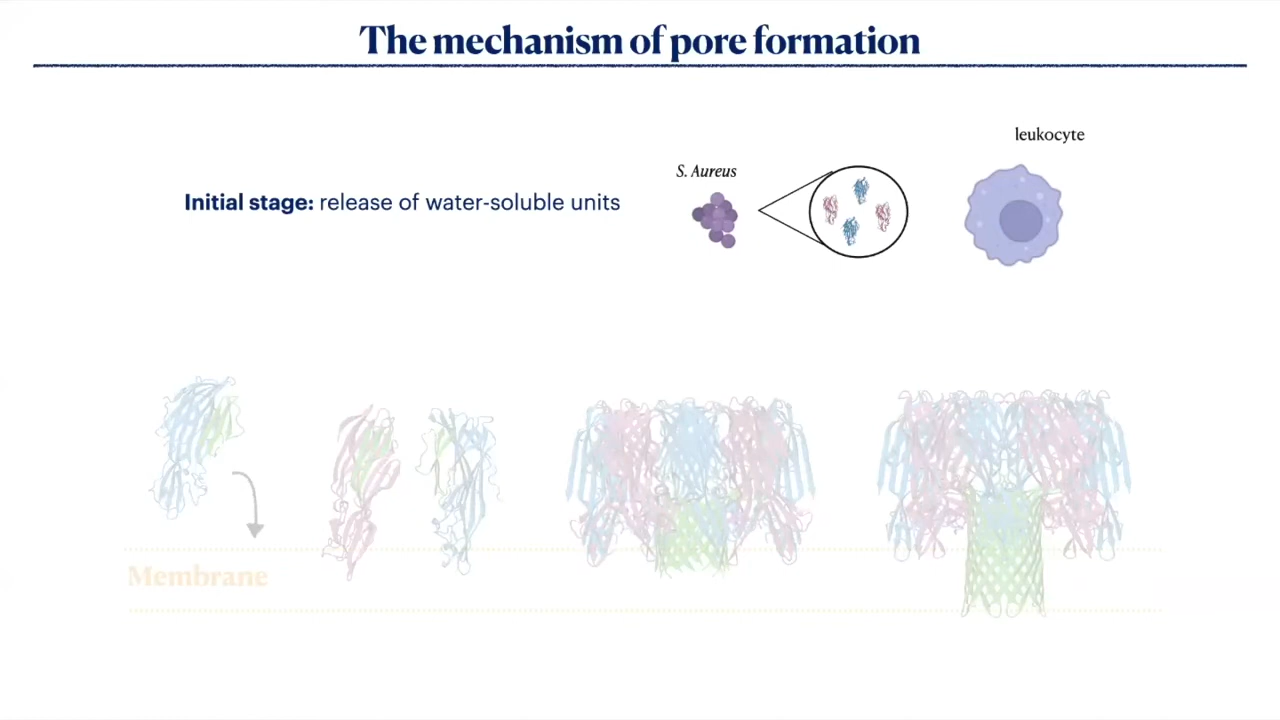 The mechanism of pore formation
leukocyte
S. Aureus
Initial stage: release of water-soluble units
Membrane